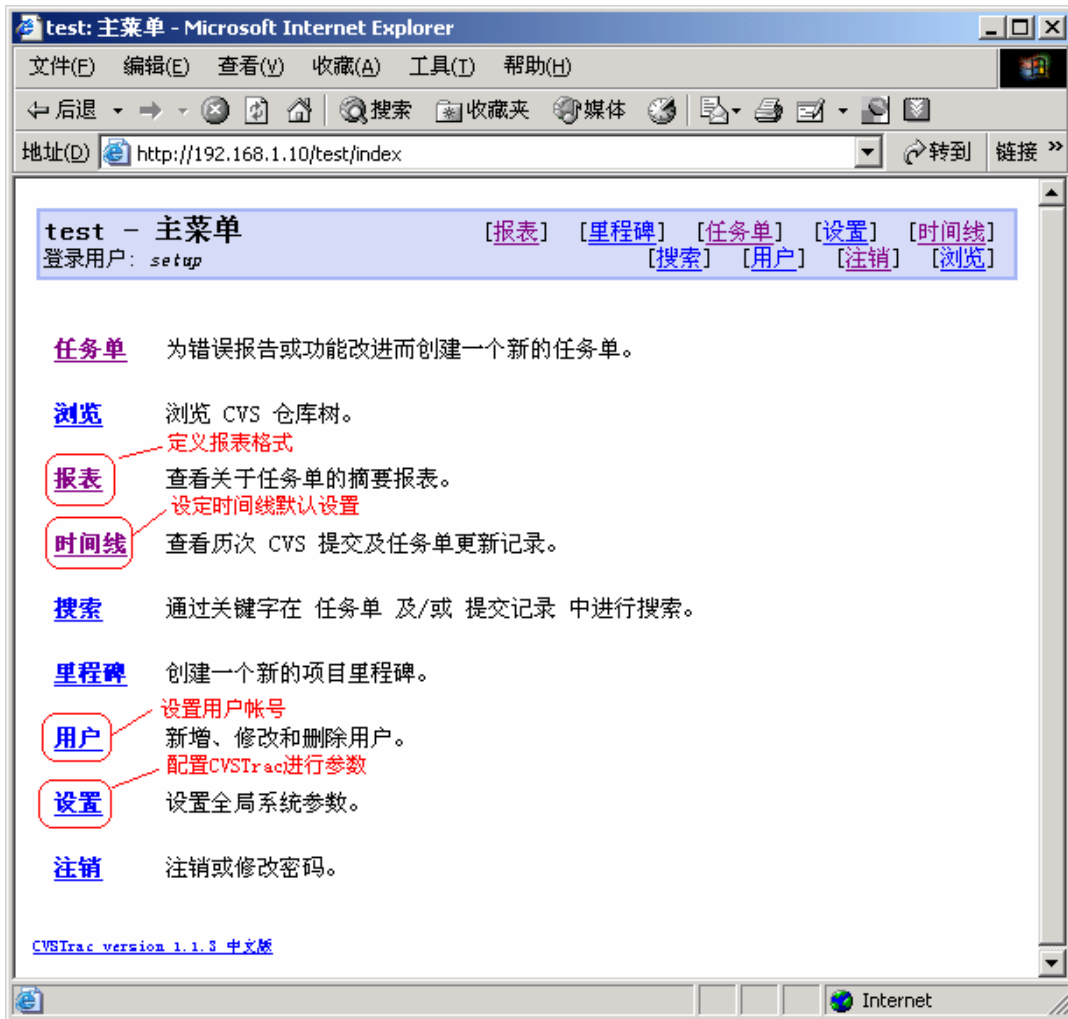 test: 主菜单 - Microsoft Internet Explorer
文件(F) 编辑(E) 查看(V) 收藏(A) 工具(T) 帮助(H)
后退 搜索 收藏夹 媒体
地址(D) http://192.168.1.10/test/index 转到 链接 »
test - 主菜单 [报表] [里程碑] [任务单] [设置] [时间线]
登录用户: setup [搜索] [用户] [注销] [浏览]
任务单 为错误报告或功能改进而创建一个新的任务单。
浏览 浏览 CVS 仓库树。
定义报表格式
报表 查看关于任务单的摘要报表。
设定时间线默认设置
时间线 查看历次 CVS 提交及任务单更新记录。
搜索 通过关键字在 任务单 及/或 提交记录 中进行搜索。
里程碑 创建一个新的项目里程碑。
设置用户帐号
用户 新增、修改和删除用户。
配置CVSTrac进行参数
设置 设置全局系统参数。
注销 注销或修改密码。
CVSTrac version 1.1.3 中文版
Internet